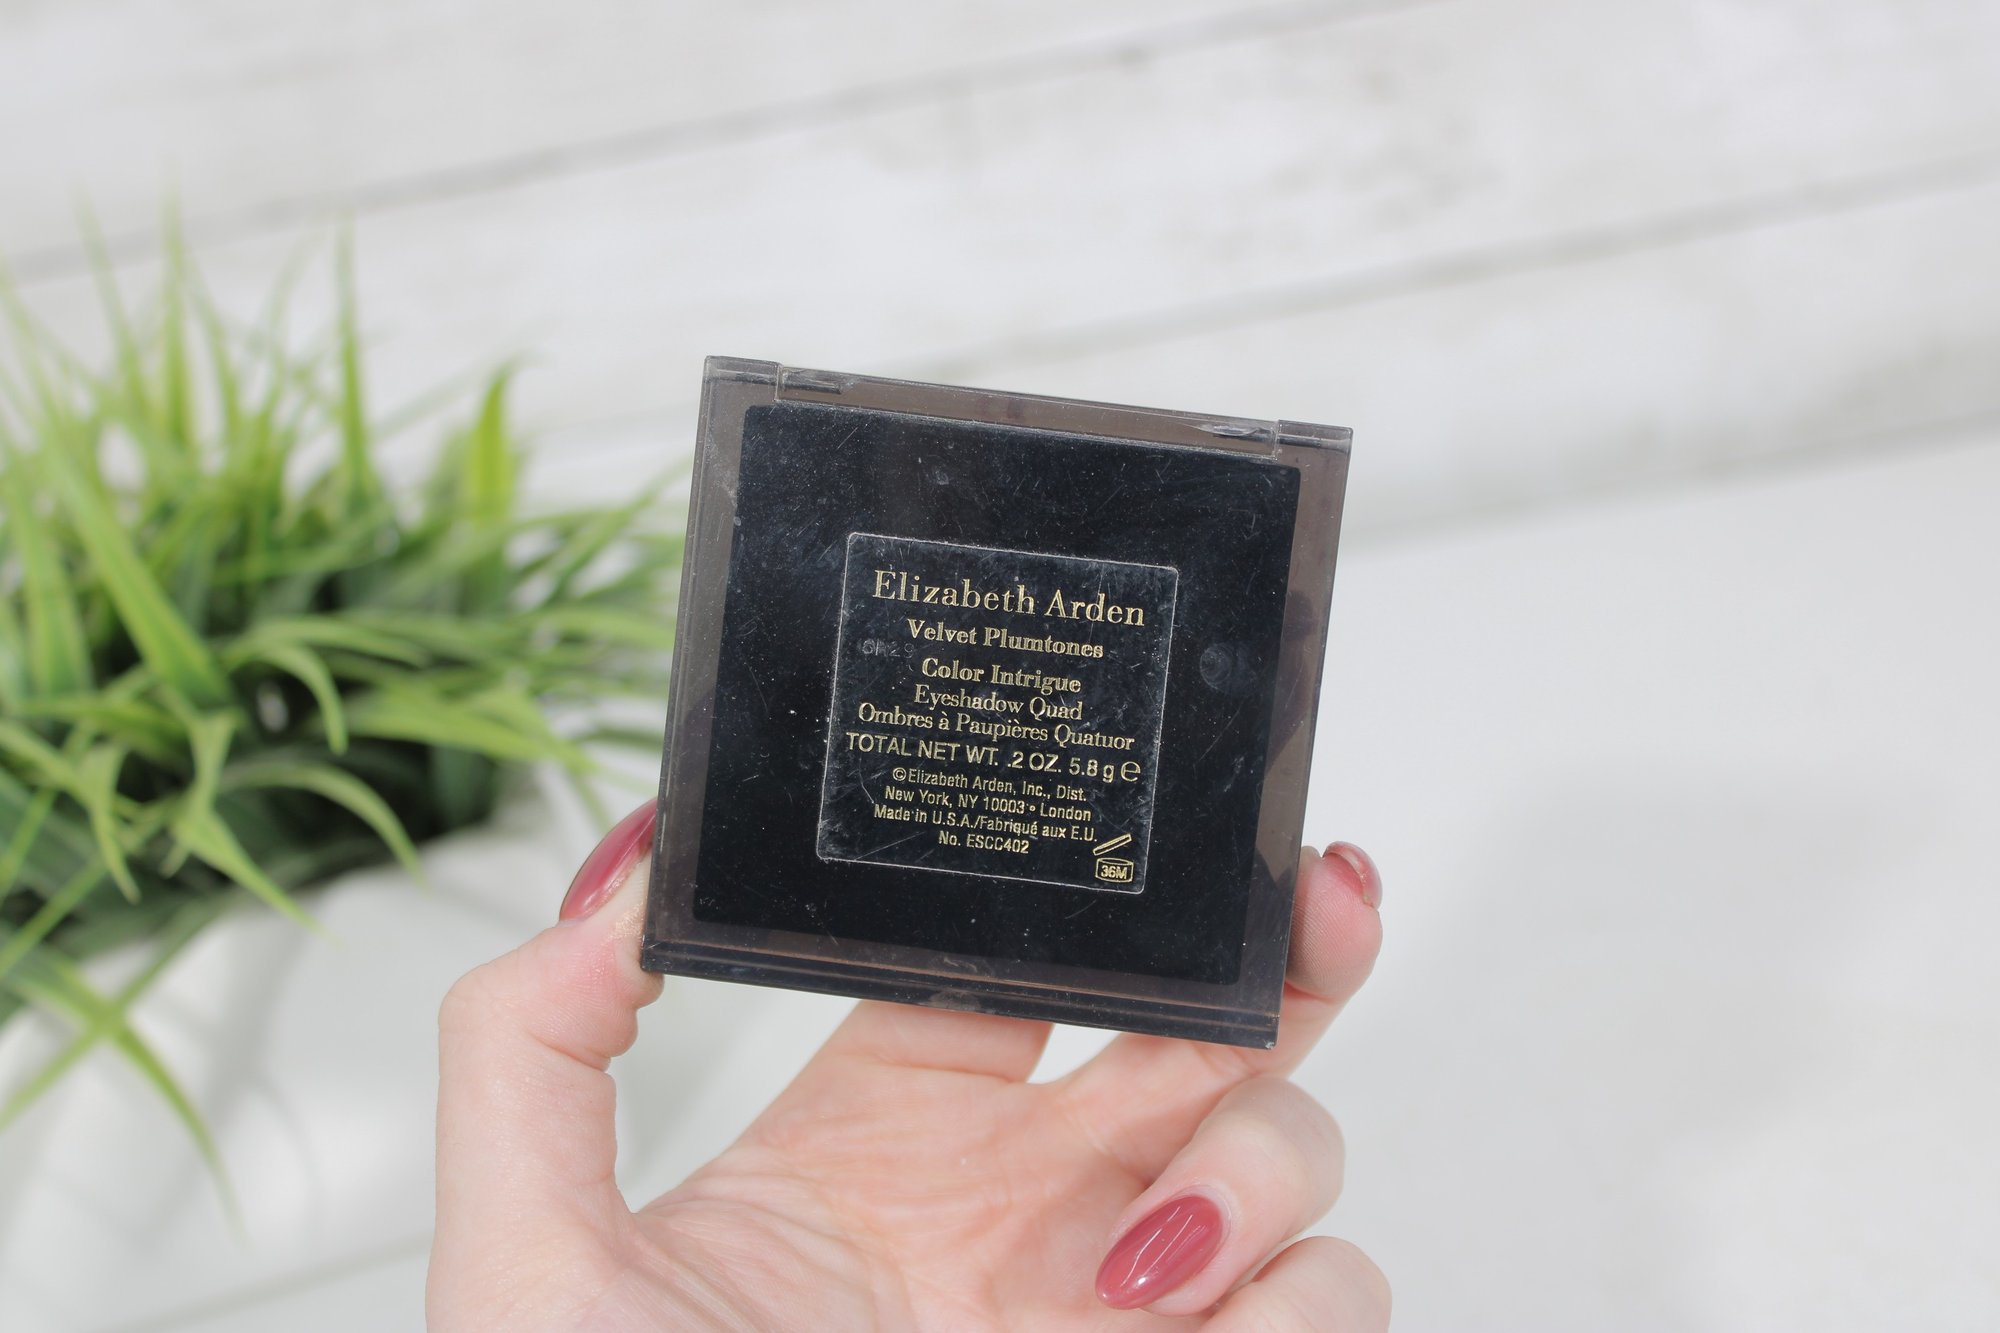 Elizabeth Arden
Velvet Plumtones
6R29
Color Intrigue
Eyeshadow Quad
Ombres à Paupières Quatuor
TOTAL NET WT. .2 OZ. 5.8 g ℮
©Elizabeth Arden, Inc., Dist.
New York, NY 10003 • London
Made in U.S.A./Fabriqué aux E.U.
No. ESCC402
36M